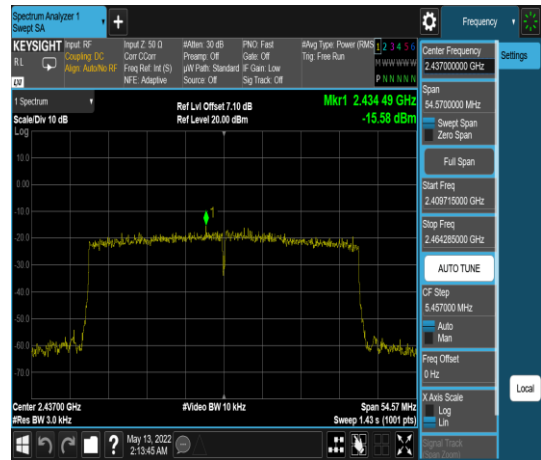 Spectrum Analyzer 1
Swept SA
Frequency
KEYSIGHT
RL
Input: RF
Coupling: DC
Align: Auto/No RF
Input Z: 50 Ω
Corr CCorr
Freq Ref: Int (S)
NFE: Adaptive
#Atten: 30 dB
Preamp: Off
µW Path: Standard
Source: Off
PNO: Fast
Gate: Off
IF Gain: Low
Sig Track: Off
#Avg Type: Power (RMS
Trig: Free Run
1 2 3 4 5 6
M W W W W W
P N N N N N
Center Frequency
2.437000000 GHz
Settings
Span
54.5700000 MHz
Swept Span
Zero Span
Full Span
Start Freq
2.409715000 GHz
Stop Freq
2.464285000 GHz
AUTO TUNE
CF Step
5.457000 MHz
Auto
Man
Freq Offset
0 Hz
X Axis Scale
Log
Lin
Signal Track
(Span Zoom)
Local
1 Spectrum
Scale/Div 10 dB
Log
Ref Lvl Offset 7.10 dB
Ref Level 20.00 dBm
Mkr1 2.434 49 GHz
-15.58 dBm
1
10.0
0.00
-10.0
-20.0
-30.0
-40.0
-50.0
-60.0
-70.0
Center 2.43700 GHz
#Res BW 3.0 kHz
#Video BW 10 kHz
Span 54.57 MHz
Sweep 1.43 s (1001 pts)
?
May 13, 2022
2:13:45 AM